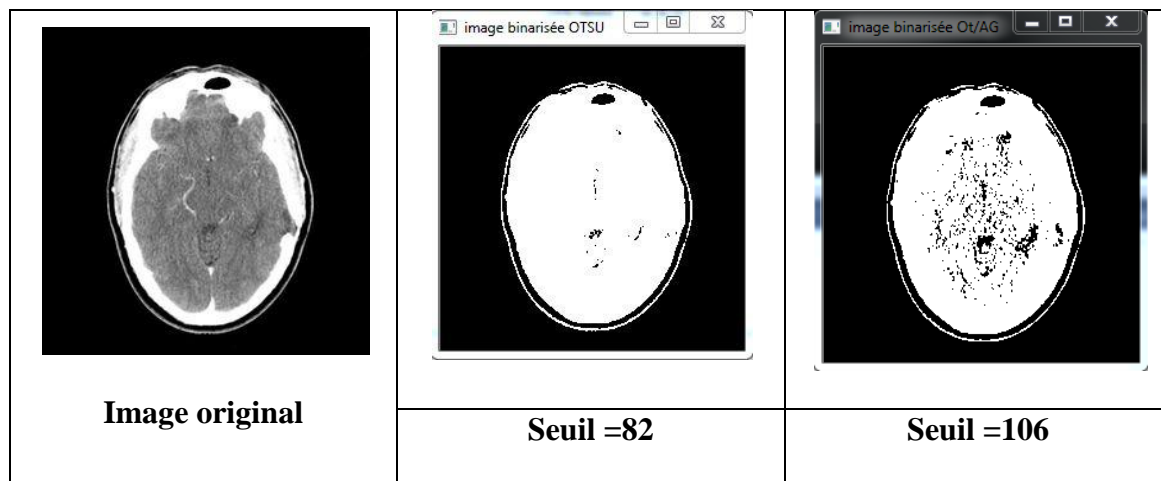 image binarisée OTSU
image binarisée Ot/AG
Image original
Seuil =82
Seuil =106